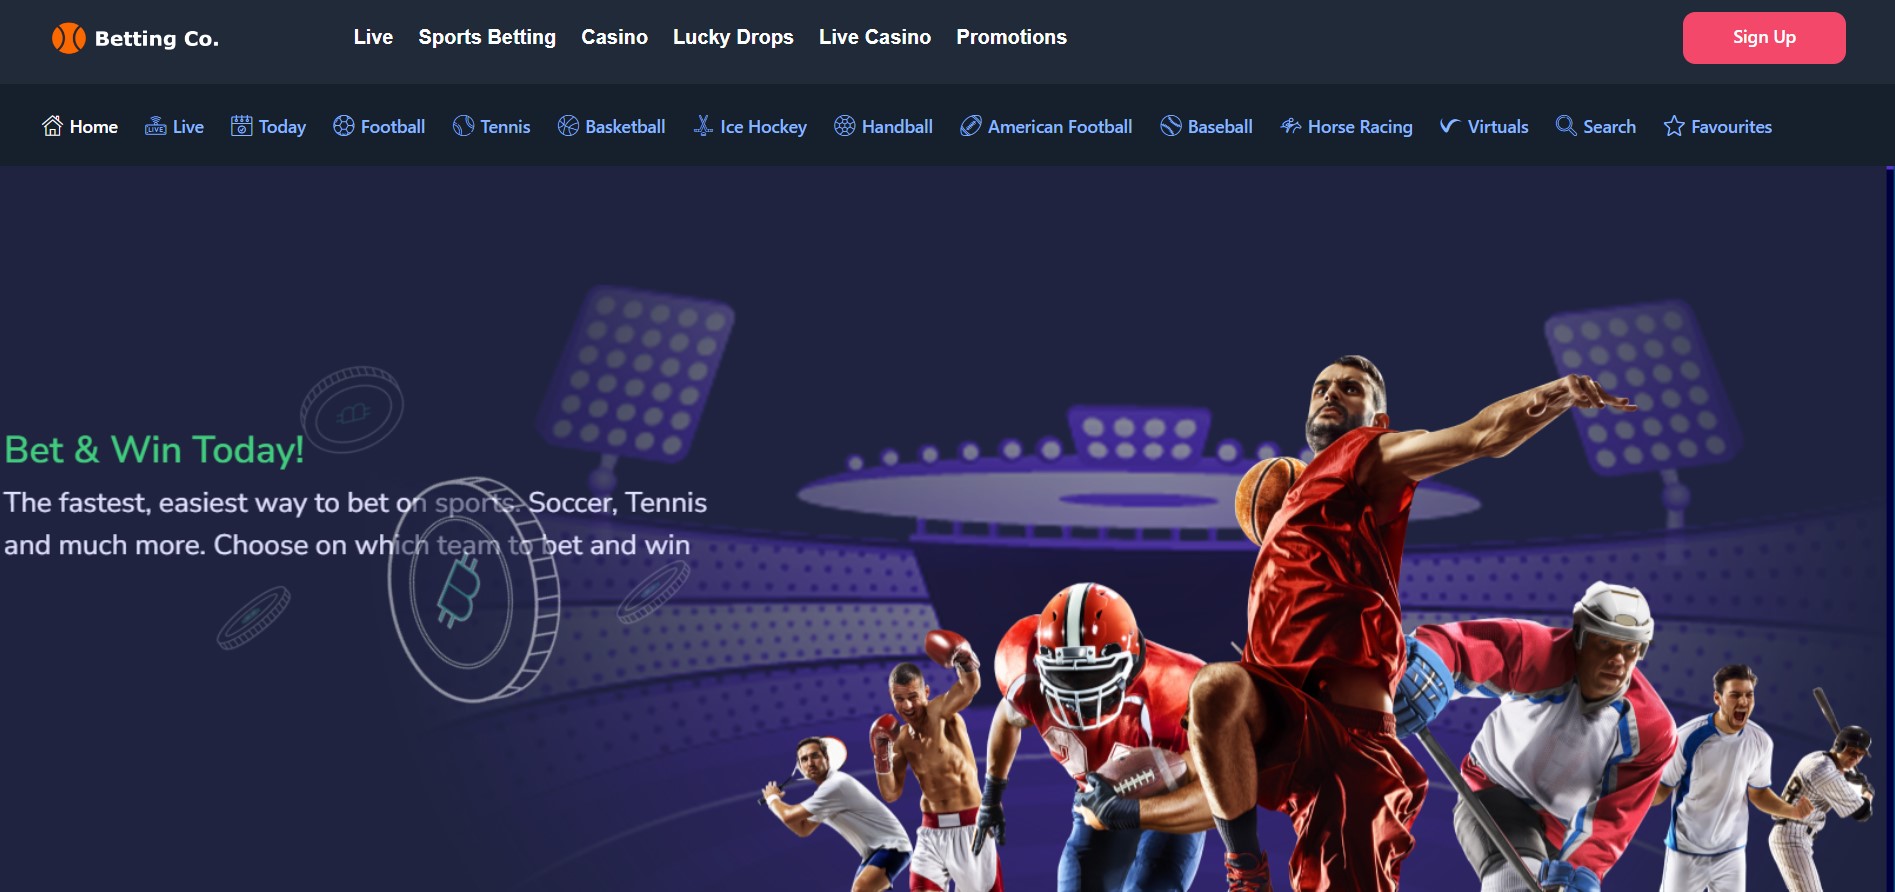 Betting Co.
Live Sports Betting Casino Lucky Drops Live Casino Promotions
Sign Up
Home Live Today Football Tennis Basketball Ice Hockey Handball American Football Baseball Horse Racing Virtuals Search Favourites
Bet & Win Today!
The fastest, easiest way to bet on sports. Soccer, Tennis
and much more. Choose on which team to bet and win